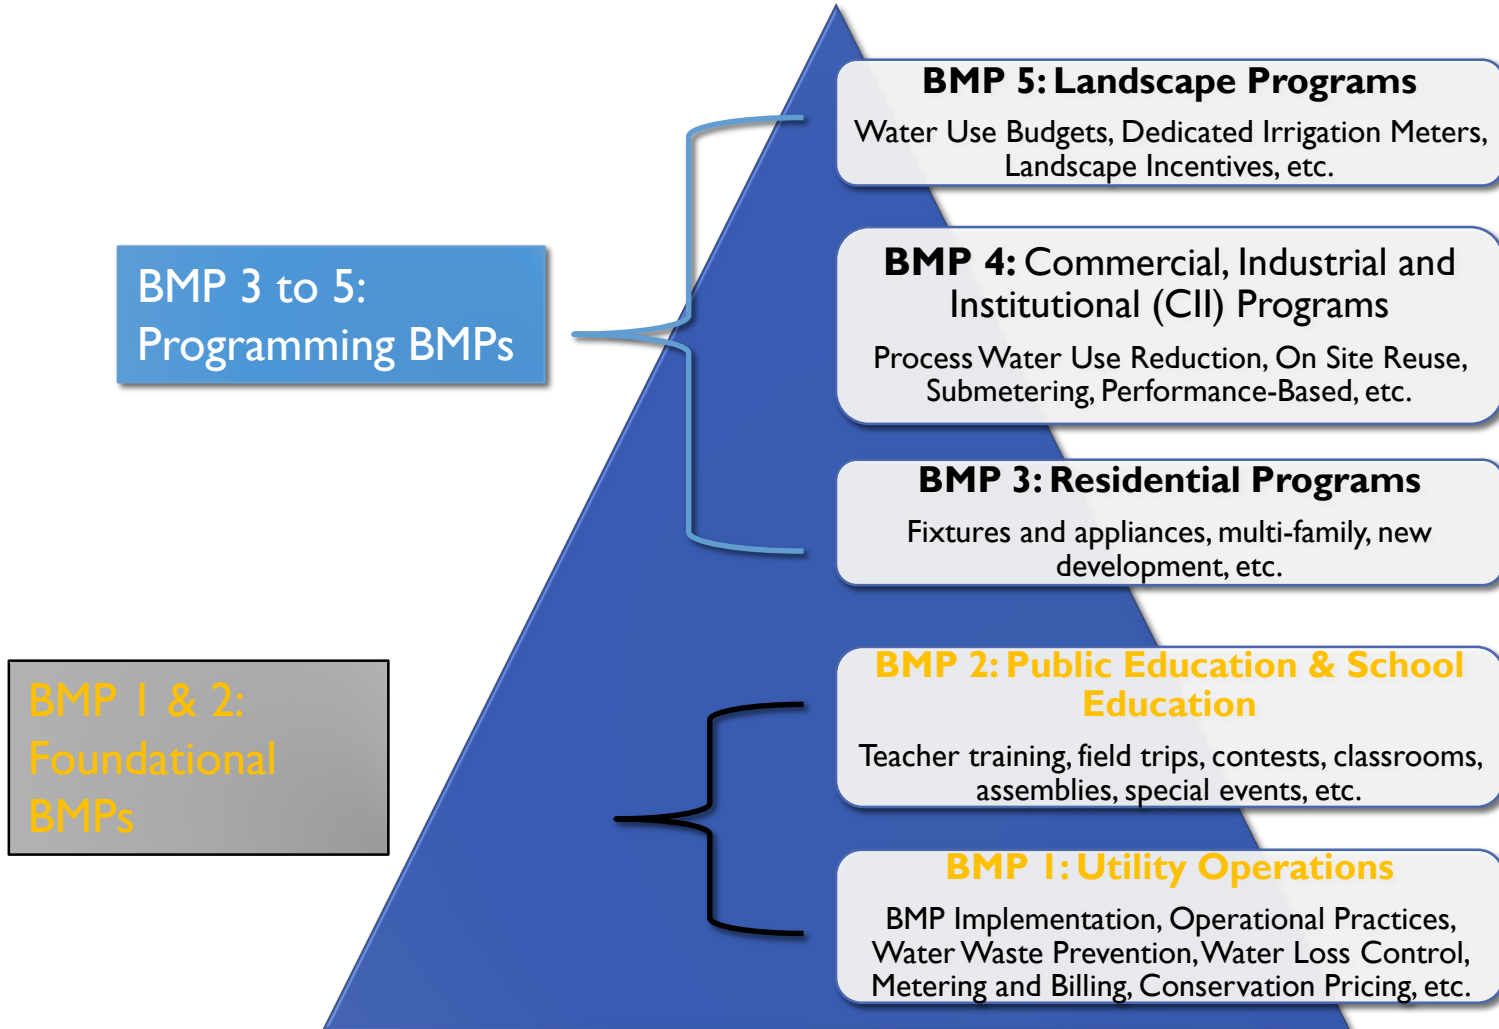 BMP 5: Landscape Programs
Water Use Budgets, Dedicated Irrigation Meters,
Landscape Incentives, etc.
BMP 3 to 5:
Programming BMPs
BMP 4: Commercial, Industrial and
Institutional (CII) Programs
Process Water Use Reduction, On Site Reuse,
Submetering, Performance-Based, etc.
BMP 3: Residential Programs
Fixtures and appliances, multi-family, new
development, etc.
BMP 1 & 2:
Foundational
BMPs
BMP 2: Public Education & School
Education
Teacher training, field trips, contests, classrooms,
assemblies, special events, etc.
BMP 1: Utility Operations
BMP Implementation, Operational Practices,
Water Waste Prevention, Water Loss Control,
Metering and Billing, Conservation Pricing, etc.